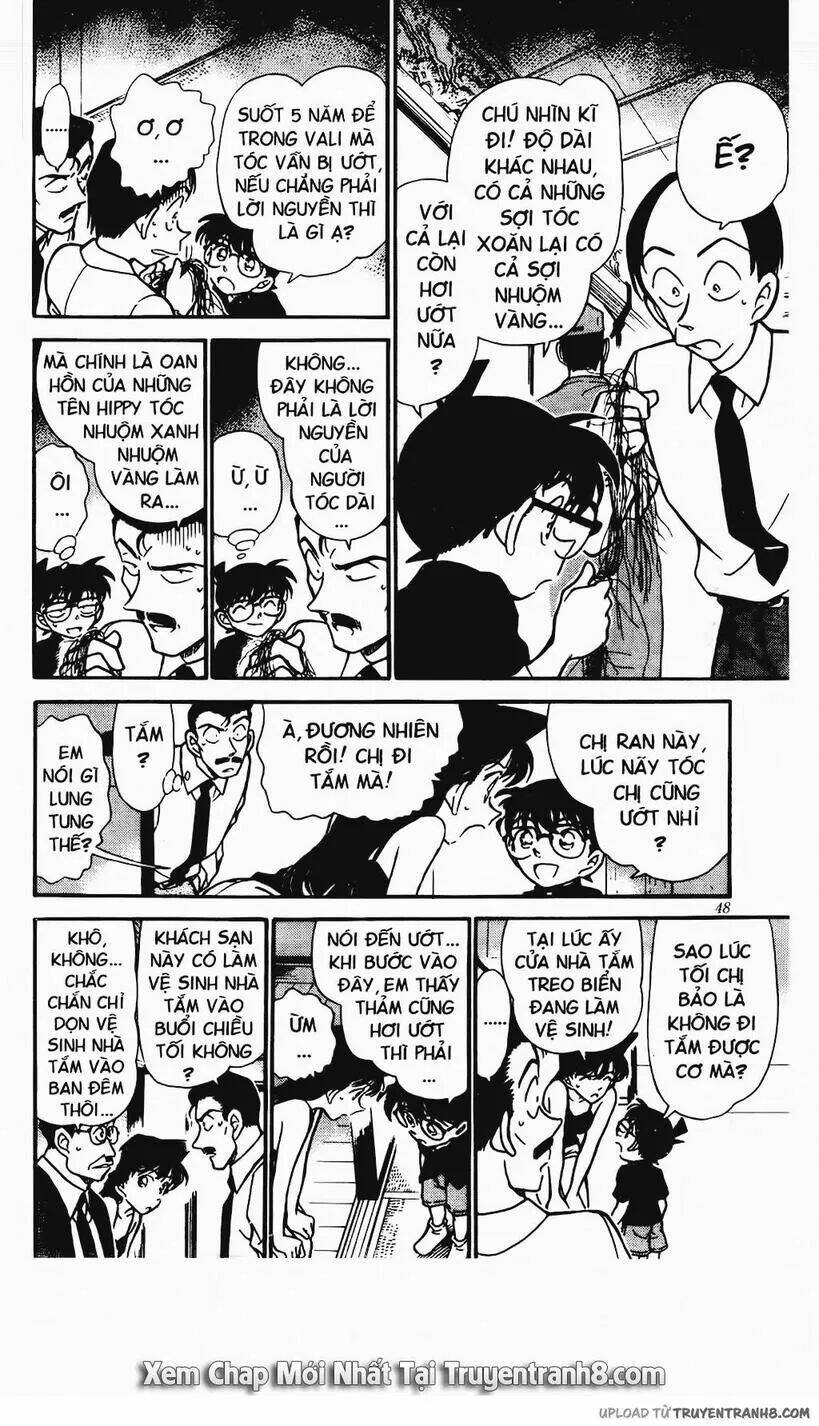 Ế?
CHÚ NHÌN KĨ
ĐI! ĐỘ DÀI
KHÁC NHAU,
CÓ CẢ NHỮNG
SỢI TÓC
XOĂN LẠI CÓ
CẢ SỢI
NHUỘM
VÀNG...
VỚI
CẢ LẠI
CÒN
HƠI
ƯỚT
NỮA
?
SUỐT 5 NĂM ĐỂ
TRONG VALI MÀ
TÓC VẪN BỊ ƯỚT,
NẾU CHẲNG PHẢI
LỜI NGUYỀN THÌ
LÀ GÌ Ạ?
Ơ, Ơ
...
........
KHÔNG...
ĐÂY KHÔNG
PHẢI LÀ LỜI
NGUYỀN
CỦA
NGƯỜI
TÓC DÀI
...
Ừ, Ừ
...
MÀ CHÍNH LÀ OAN
HỒN CỦA NHỮNG
TÊN HIPPY TÓC
NHUỘM XANH
NHUỘM
VÀNG LÀM
RA...
ÔI
...
CHỊ RAN NÀY,
LÚC NÃY TÓC
CHỊ CŨNG
ƯỚT NHỈ
?
À, ĐƯƠNG NHIÊN
RỒI! CHỊ ĐI
TẮM MÀ!
TẮM
?
EM
NÓI GÌ
LUNG
TUNG
THẾ?
48
SAO LÚC
TỐI CHỊ
BẢO LÀ
KHÔNG ĐI
TẮM ĐƯỢC
CƠ MÀ?
TẠI LÚC ẤY
CỬA NHÀ TẮM
TREO BIỂN
ĐANG LÀM
VỆ SINH!
......
NÓI ĐẾN ƯỚT...
KHI BƯỚC VÀO
ĐÂY, EM THẤY
THẢM CŨNG
HƠI ƯỚT
THÌ PHẢI
...
ỪM
...
KHÁCH SẠN
NÀY CÓ LÀM
VỆ SINH NHÀ
TẮM VÀO
BUỔI CHIỀU
TỐI KHÔNG
?
KHÔ,
KHÔNG...
CHẮC
CHẮN CHỈ
DỌN VỆ
SINH NHÀ
TẮM VÀO
BAN ĐÊM
THÔI...
Xem Chap Mới Nhất Tại Truyentranh8.com
UPLOAD TỪ TRUYENTRANH8.COM